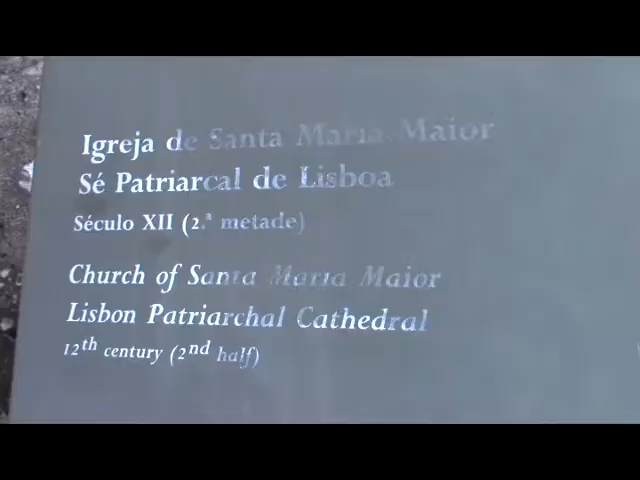 Igreja de Santa Maria Maior
Sé Patriarcal de Lisboa
Século XII (2.ª metade)
Church of Santa Maria Maior
Lisbon Patriarchal Cathedral
12th century (2nd half)